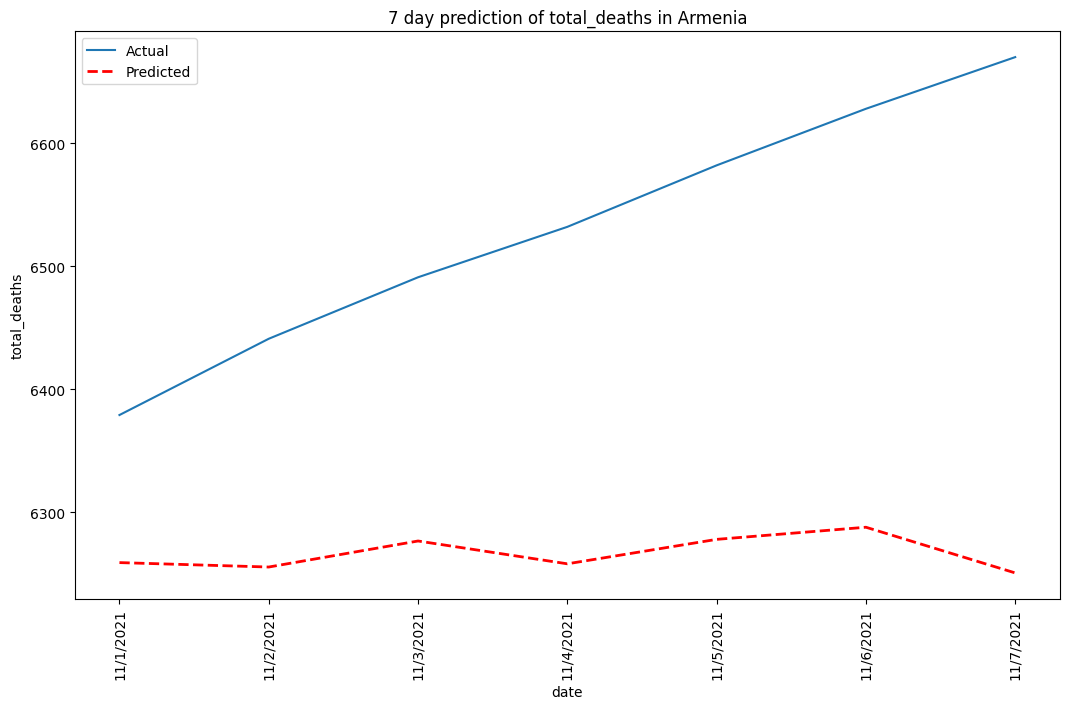 7 day prediction of total_deaths in Armenia
Actual
Predicted
total_deaths
6600
6500
6400
6300
11/1/2021
11/2/2021
11/3/2021
11/4/2021
11/5/2021
11/6/2021
11/7/2021
date